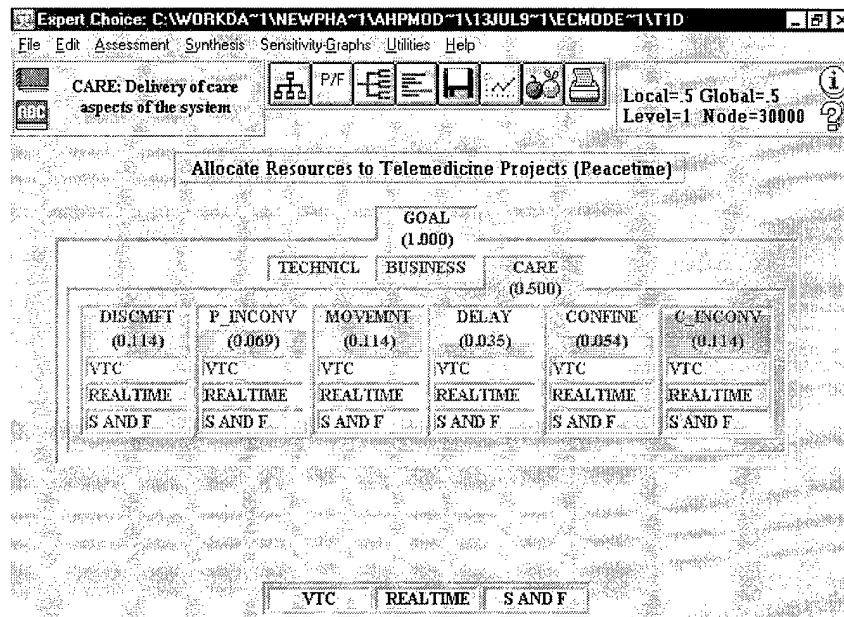 Expert Choice: C:\WORKDA~1\NEWPHA~1\AHPMOD~1\13JUL9~1\ECMODE~1\T1D
File Edit Assessment Synthesis Sensitivity-Graphs Utilities Help
CARE: Delivery of care
aspects of the system
ABC
P/F
Local=.5 Global=.5
Level=1 Node=30000
Allocate Resources to Telemedicine Projects (Peacetime)
GOAL
(1.000)
TECHNICL BUSINESS CARE
(0.500)
DISCMFT P_INCONV MOVEMNT DELAY CONFINE C_INCONV
(0.114) (0.069) (0.114) (0.035) (0.054) (0.114)
VTC VTC VTC VTC VTC VTC
REALTIME REALTIME REALTIME REALTIME REALTIME REALTIME
S AND F S AND F S AND F S AND F S AND F S AND F
VTC REALTIME S AND F